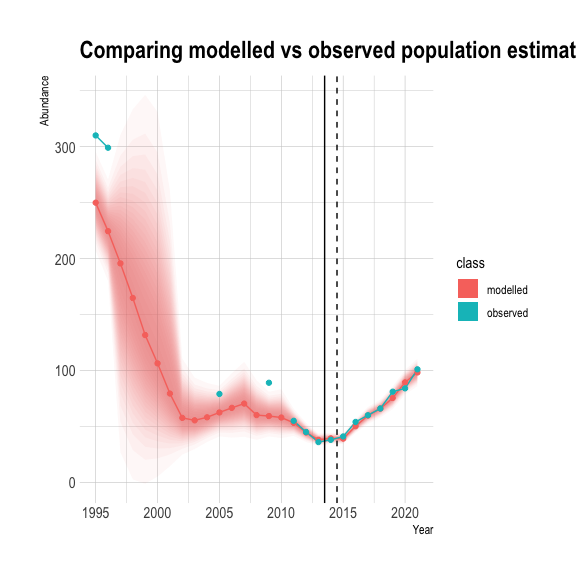 Comparing modelled vs observed population estimat
Abundance
300
200
100
0
1995 2000 2005 2010 2015 2020
Year
class
modelled
observed